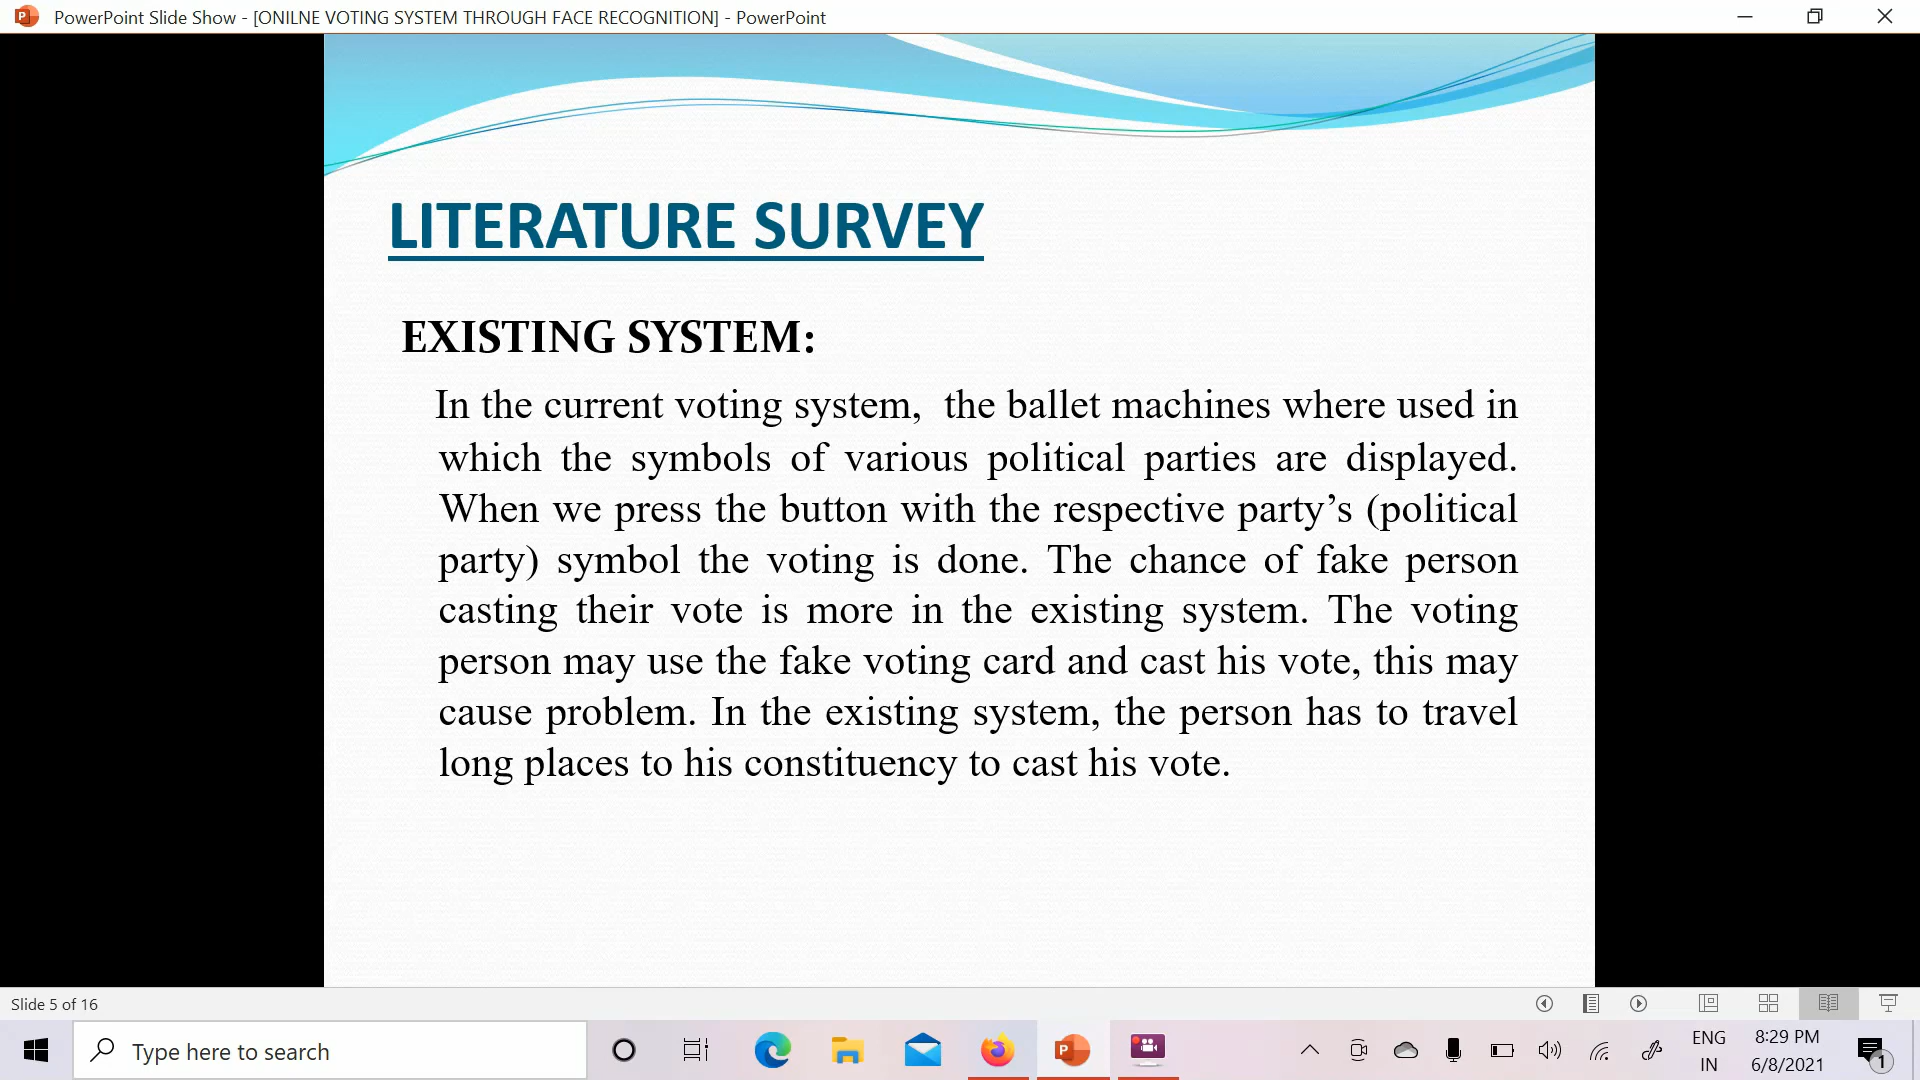 PowerPoint Slide Show - [ONILNE VOTING SYSTEM THROUGH FACE RECOGNITION] - PowerPoint
LITERATURE SURVEY
EXISTING SYSTEM:
In the current voting system,  the ballet machines where used in
which the symbols of various political parties are displayed.
When we press the button with the respective party’s (political
party) symbol the voting is done. The chance of fake person
casting their vote is more in the existing system. The voting
person may use the fake voting card and cast his vote, this may
cause problem. In the existing system, the person has to travel
long places to his constituency to cast his vote.
Slide 5 of 16
Type here to search
ENG
IN
8:29 PM
6/8/2021
1